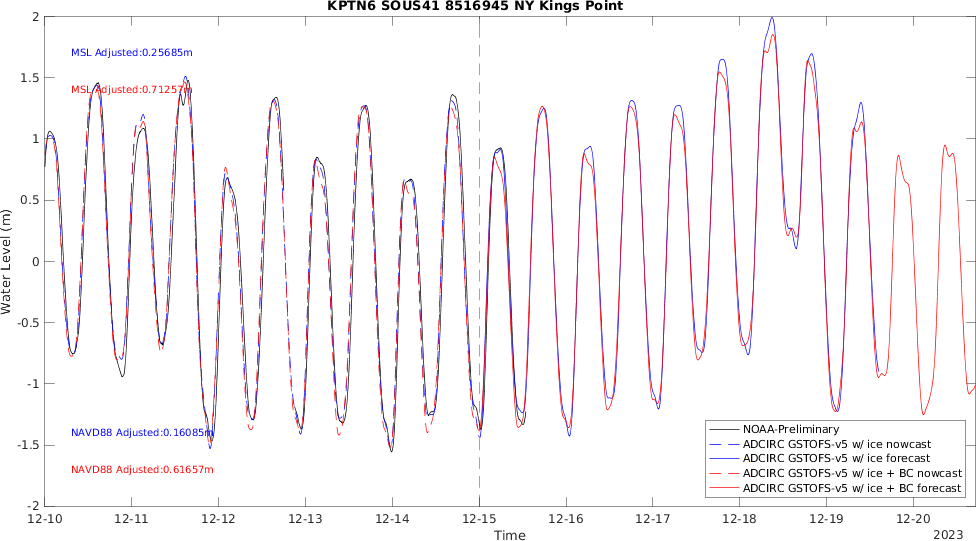 KPTN6 SOUS41 8516945 NY Kings Point
2
1.5
1
0.5
0
-0.5
-1
-1.5
-2
Water Level (m)
MSL Adjusted:0.25685m
MSL Adjusted:0.71257m
NAVD88 Adjusted:0.16085m
NAVD88 Adjusted:0.61657m
NOAA-Preliminary
ADCIRC GSTOFS-v5 w/ ice nowcast
ADCIRC GSTOFS-v5 w/ ice forecast
ADCIRC GSTOFS-v5 w/ ice + BC nowcast
ADCIRC GSTOFS-v5 w/ ice + BC forecast
12-10 12-11 12-12 12-13 12-14 12-15 12-16 12-17 12-18 12-19 12-20
Time
2023